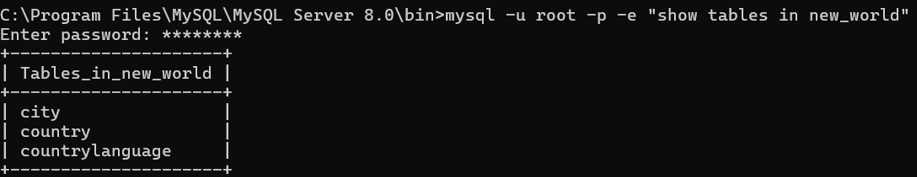 C:\Program Files\MySQL\MySQL Server 8.0\bin>mysql -u root -p -e "show tables in new_world"
Enter password: ********
+---------------------+
| Tables_in_new_world |
+---------------------+
| city                |
| country             |
| countrylanguage     |
+---------------------+